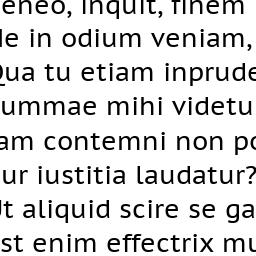 eneo, inquit, finem
de in odium veniam,
Qua tu etiam inprude
ummae mihi videtu
am contemni non po
ur iustitia laudatur?
Ut aliquid scire se ga
st enim effectrix mu